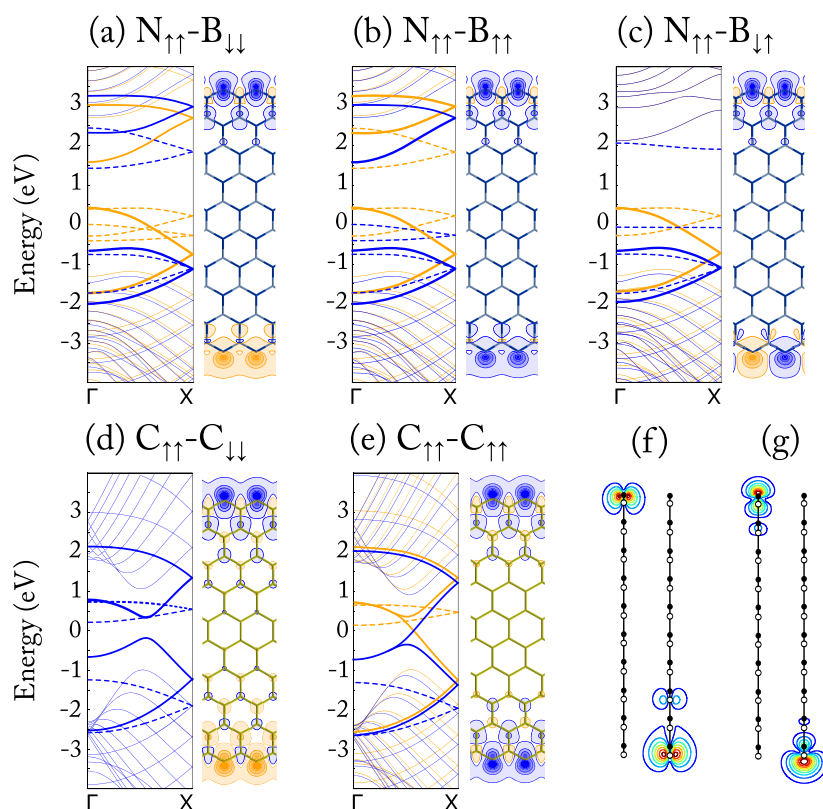 (a) N↑↑-B↓↓
(b) N↑↑-B↑↑
(c) N↑↑-B↓↑
Energy (eV)
3
2
1
0
-1
-2
-3
Γ
X
3
2
1
0
-1
-2
-3
Γ
X
3
2
1
0
-1
-2
-3
Γ
X
(d) C↑↑-C↓↓
(e) C↑↑-C↑↑
(f)
(g)
Energy (eV)
3
2
1
0
-1
-2
-3
Γ
X
3
2
1
0
-1
-2
-3
Γ
X